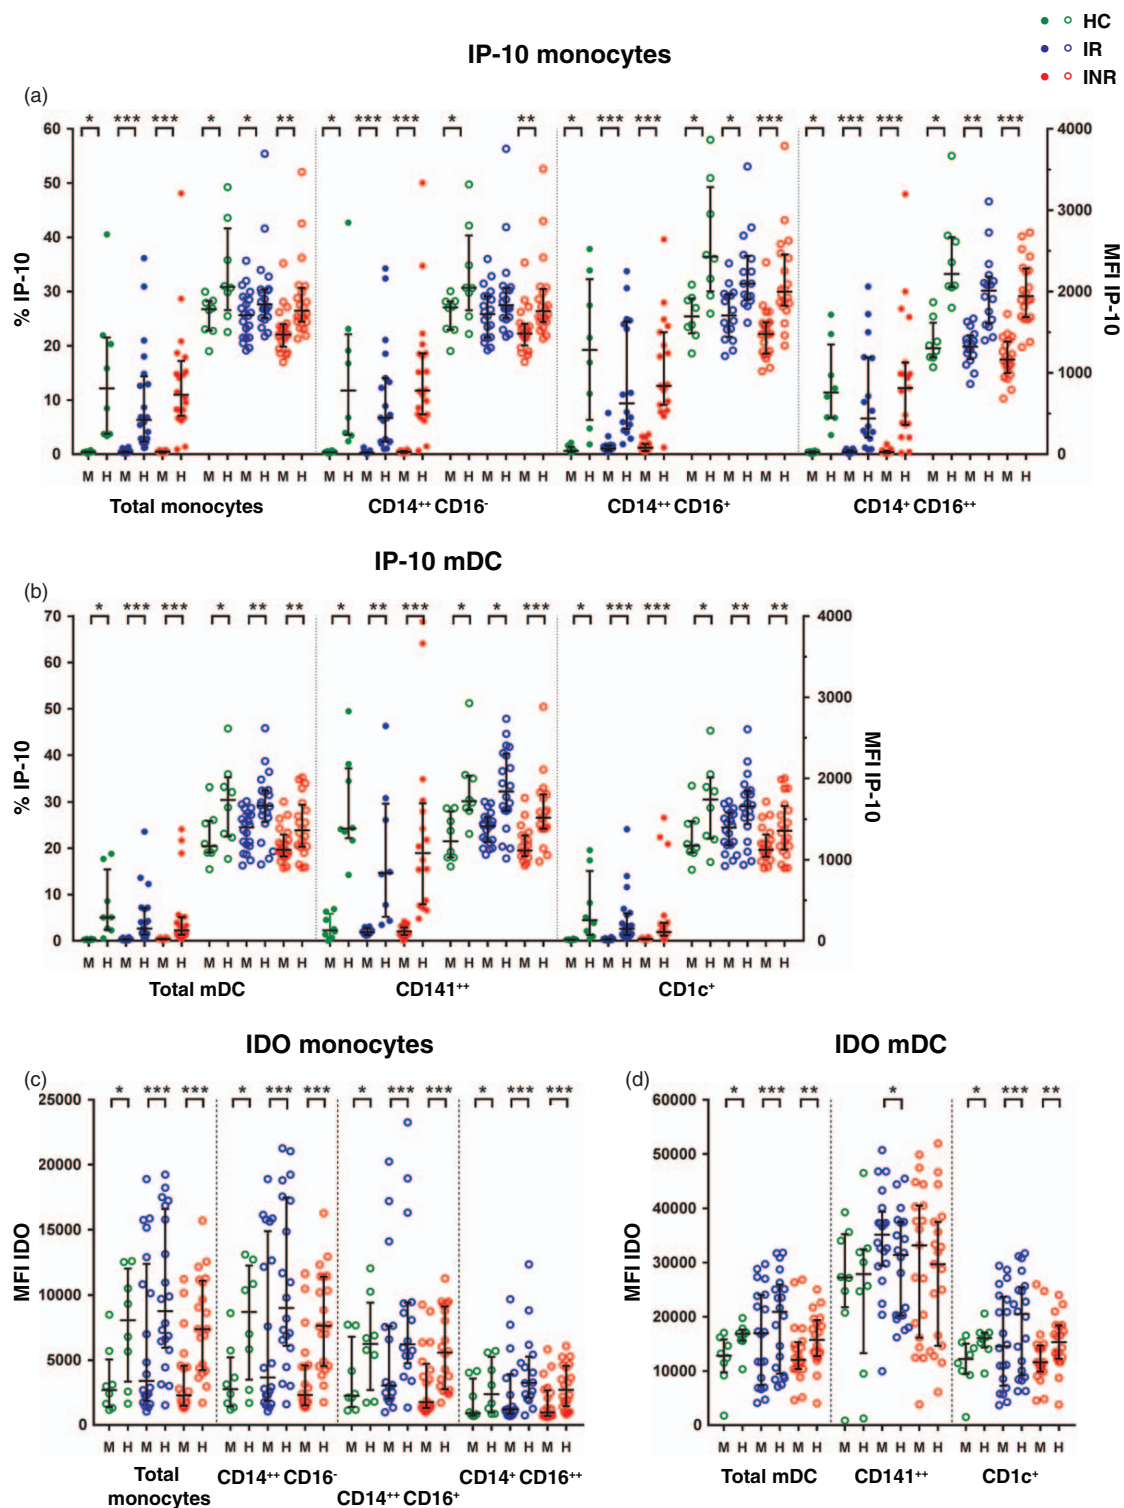 HC
IR
INR
IP-10 monocytes
(a)
* *** *** * * ** * *** *** * ** * *** *** * * *** * *** *** * ** ***
60 50 40 30 20 10 0
% IP-10
4000 3000 2000 1000 0
MFI IP-10
M H M H M H M H M H M H M H M H M H M H M H M H M H M H M H M H M H M H M H M H M H M H M H M H
Total monocytes CD14⁺⁺ CD16⁻ CD14⁺⁺ CD16⁺ CD14⁺ CD16⁺⁺
IP-10 mDC
(b)
* *** *** * ** ** * ** *** * * *** * *** *** * ** **
70 60 50 40 30 20 10 0
% IP-10
4000 3000 2000 1000 0
MFI IP-10
M H M H M H M H M H M H M H M H M H M H M H M H M H M H M H M H M H M H
Total mDC CD141⁺⁺ CD1c⁺
IDO monocytes
(c)
* *** *** * *** *** * *** *** * *** ***
25000 20000 15000 10000 5000 0
MFI IDO
M H M H M H M H M H M H M H M H M H M H M H M H
Total
monocytes
CD14⁺⁺ CD16⁻
CD14⁺⁺ CD16⁺
CD14⁺ CD16⁺⁺
IDO mDC
(d)
* *** ** * * *** **
60000 50000 40000 30000 20000 10000 0
MFI IDO
M H M H M H M H M H M H M H M H M H
Total mDC CD141⁺⁺ CD1c⁺